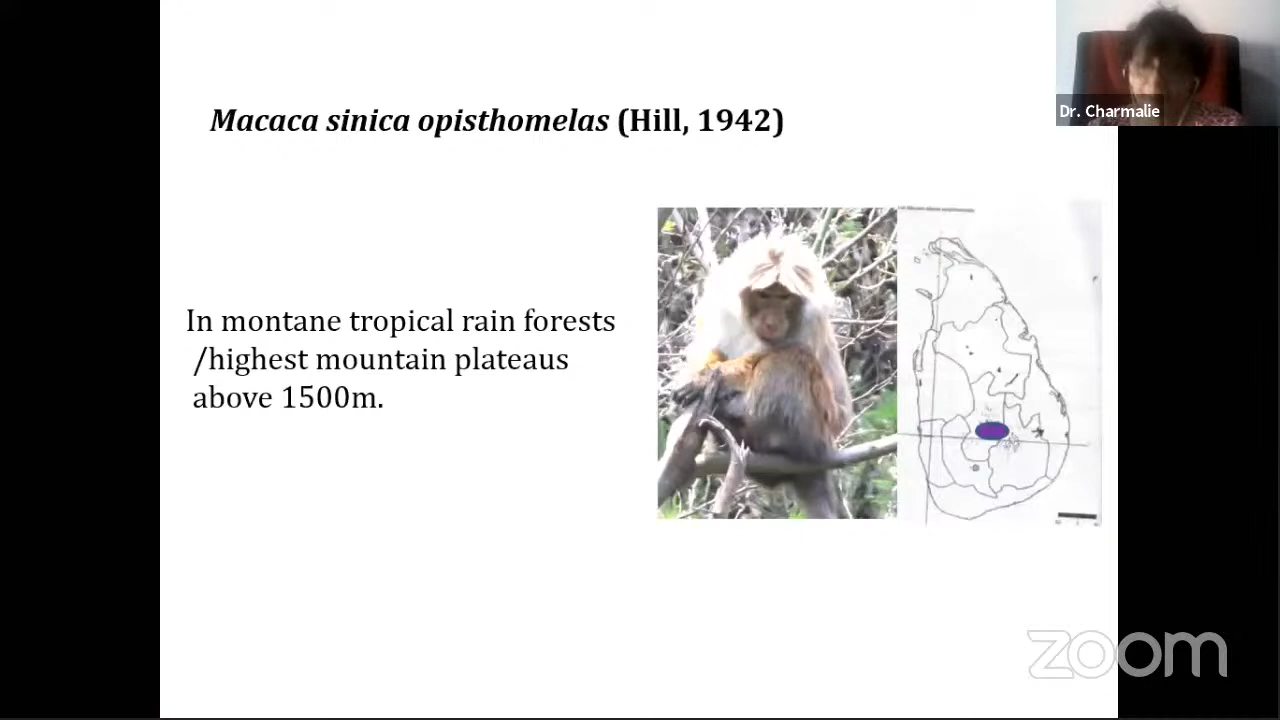 Dr. Charmalie
Macaca sinica opisthomelas (Hill, 1942)
In montane tropical rain forests
/highest mountain plateaus
above 1500m.
zoom